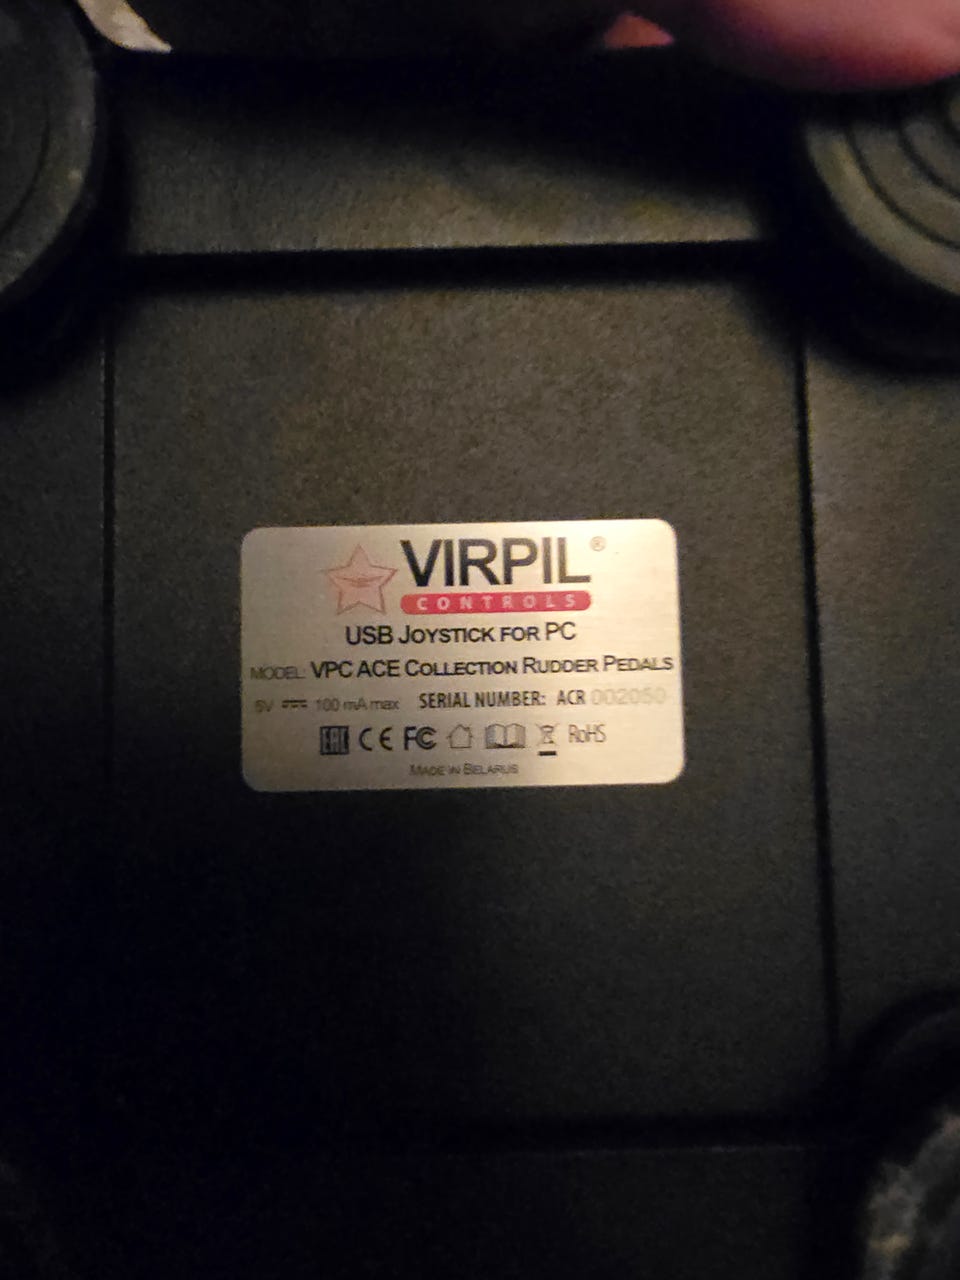 VIRPIL®
CONTROLS
USB JOYSTICK FOR PC
MODEL: VPC ACE COLLECTION RUDDER PEDALS
5V 100 mA max SERIAL NUMBER: ACR 002050
EAC CE FC RoHS
MADE IN BELARUS